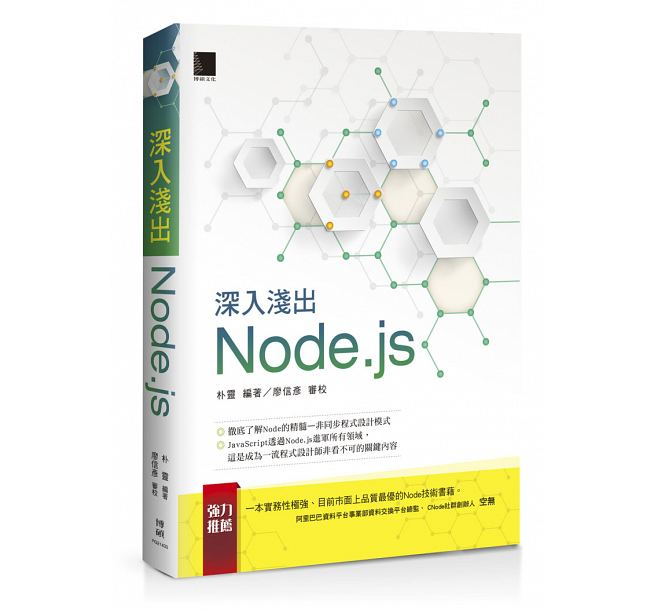 博碩文化
深入淺出
Node.js
朴靈 編著／廖信彥 審校
徹底了解Node的精髓—非同步程式設計模式
JavaScript透過Node.js進軍所有領域，
這是成為一流程式設計師非看不可的關鍵內容
強力
推薦
一本實務性極強、目前市面上品質最優的Node技術書籍。
阿里巴巴資料平台事業部資料交換平台總監、CNode社群創辦人 空無
深入淺出
Node.js
朴靈 編著
廖信彥 審校
博碩